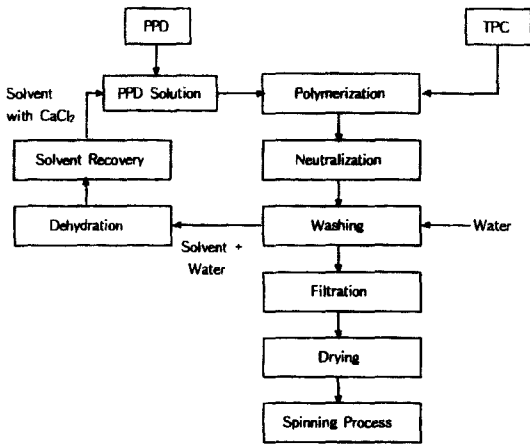 PPD
TPC
Solvent
with CaCl₂
PPD Solution
Polymerization
Solvent Recovery
Neutralization
Dehydration
Washing
Water
Solvent +
Water
Filtration
Drying
Spinning Process